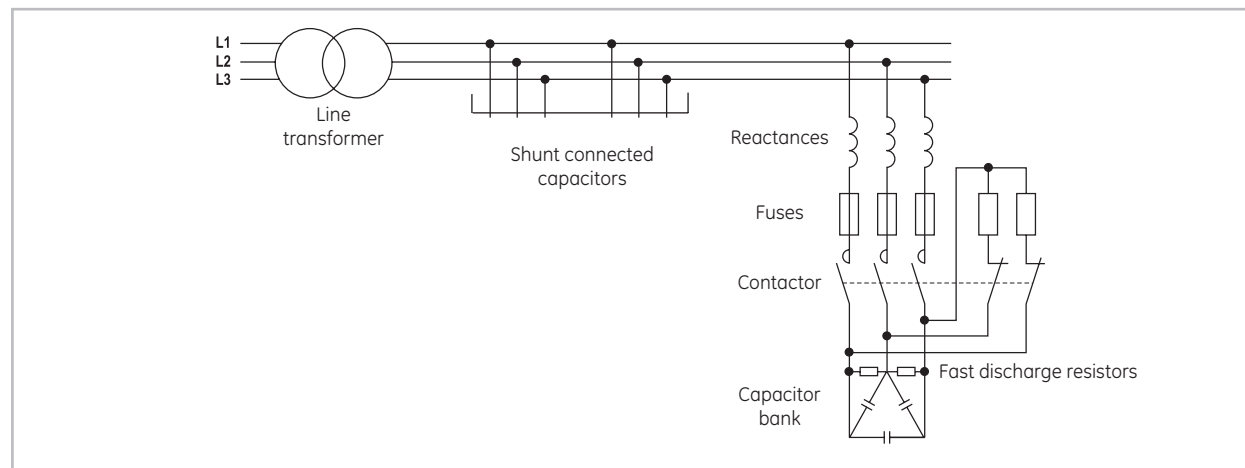 L1
L2
L3
Line
transformer
Shunt connected
capacitors
Reactances
Fuses
Contactor
Fast discharge resistors
Capacitor
bank